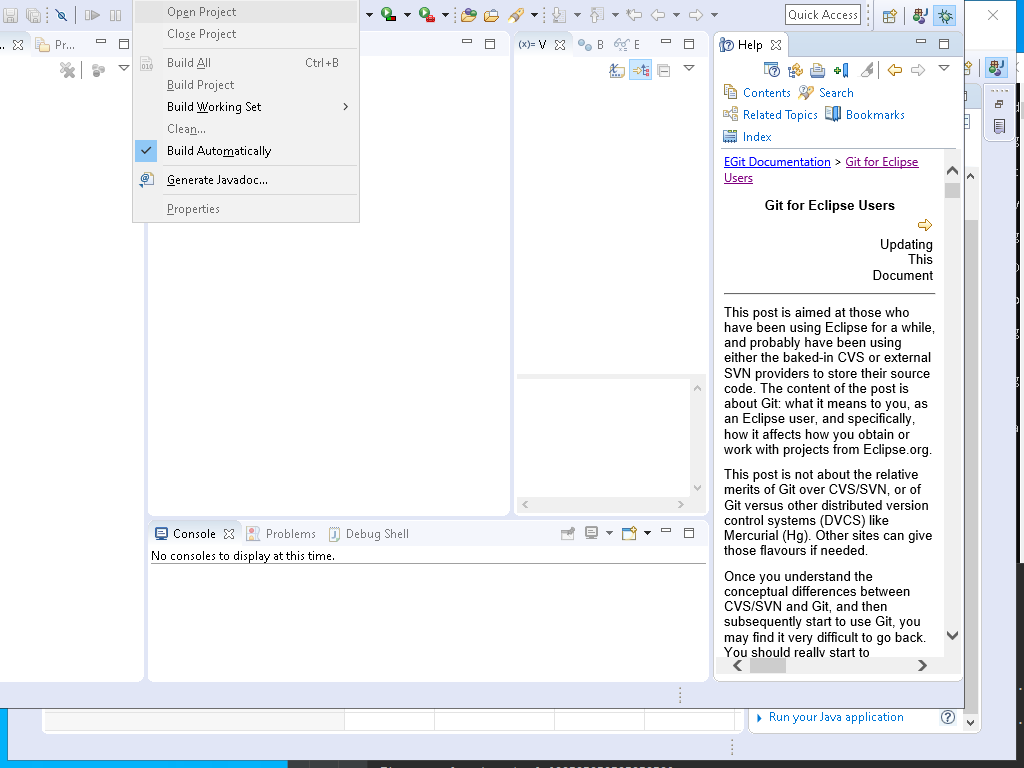 Open Project
Close Project
Build All Ctrl+B
Build Project
Build Working Set
Clean...
Build Automatically
Generate Javadoc...
Properties
Pr...
(x)= V
B
E
Quick Access
Help
Contents Search
Related Topics Bookmarks
Index
EGit Documentation > Git for Eclipse
Users
Git for Eclipse Users
Updating
This
Document
This post is aimed at those who
have been using Eclipse for a while,
and probably have been using
either the baked-in CVS or external
SVN providers to store their source
code. The content of the post is
about Git: what it means to you, as
an Eclipse user, and specifically,
how it affects how you obtain or
work with projects from Eclipse.org.
This post is not about the relative
merits of Git over CVS/SVN, or of
Git versus other distributed version
control systems (DVCS) like
Mercurial (Hg). Other sites can give
those flavours if needed.
Once you understand the
conceptual differences between
CVS/SVN and Git, and then
subsequently start to use Git, you
may find it very difficult to go back.
You should really start to
Console Problems Debug Shell
No consoles to display at this time.
Run your Java application